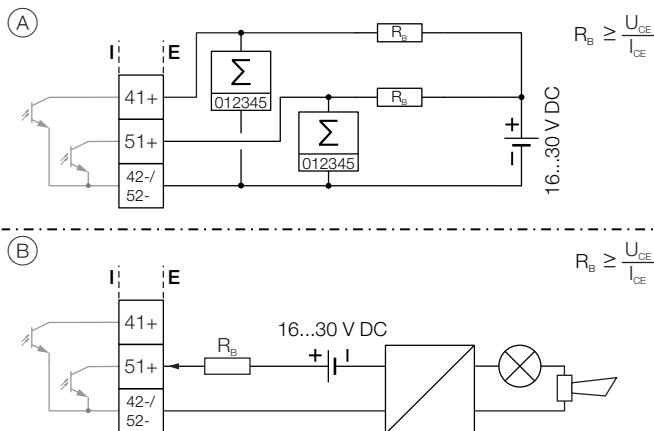 A
I E
R_B
R_B ≥ U_CE / I_CE
Σ
41+
012345
R_B
51+
Σ
+
−
16...30 V DC
012345
42-/
52-
B
I E
R_B ≥ U_CE / I_CE
41+
16...30 V DC
R_B
+ −
51+
42-/
52-